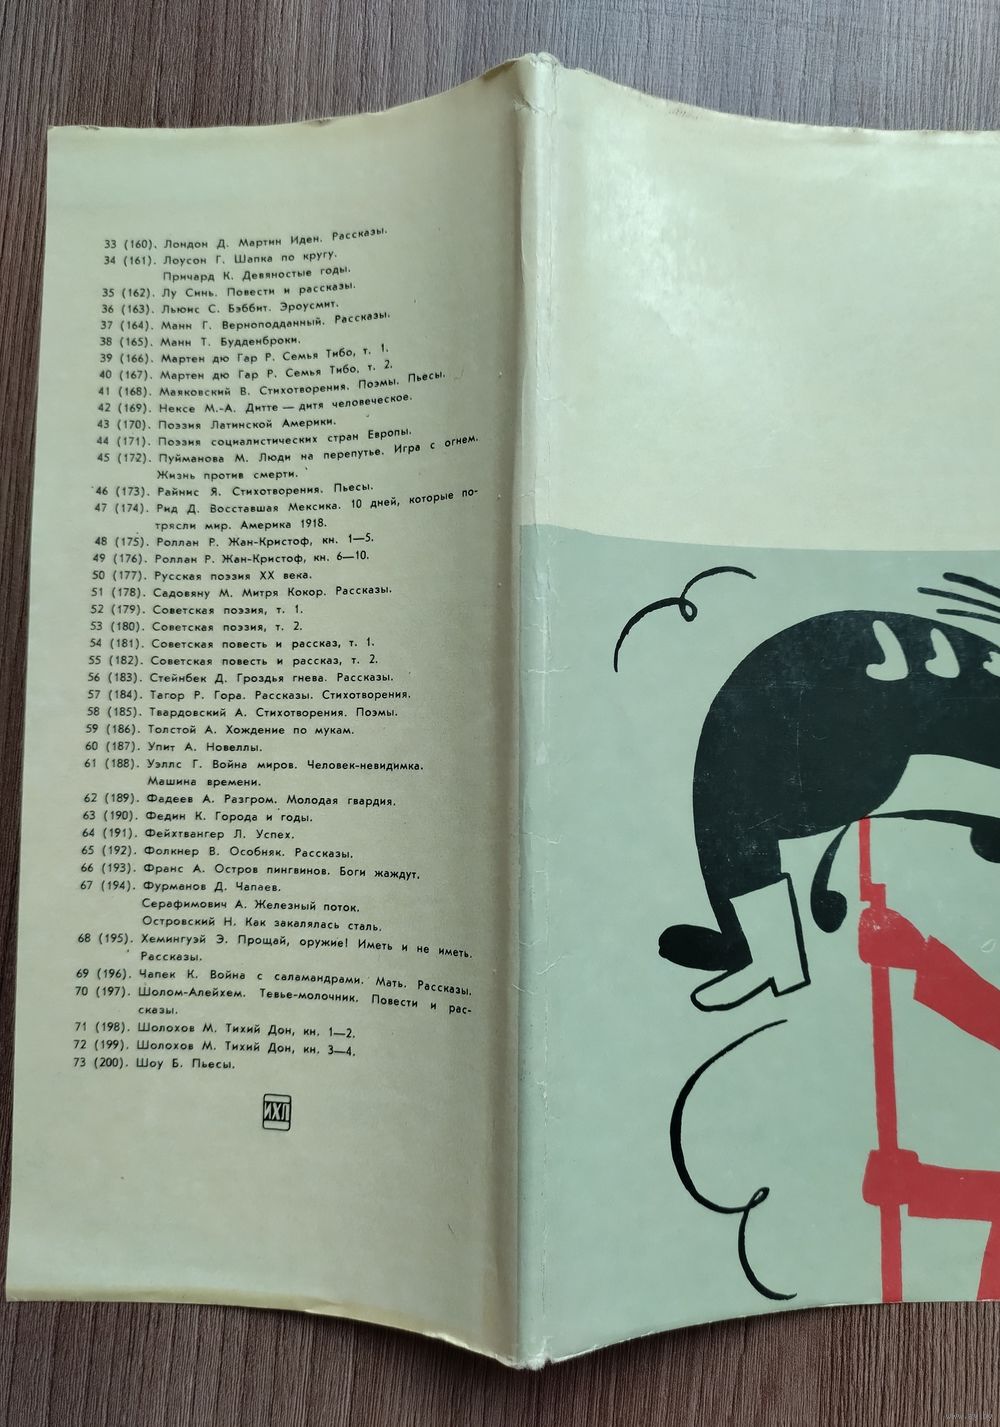 33 (160). Лондон Д. Мартин Иден. Рассказы.
34 (161). Лоусон Г. Шапка по кругу.
Причард К. Девяностые годы.
35 (162). Лу Синь. Повести и рассказы.
36 (163). Льюис С. Бэббит. Эроусмит.
37 (164). Манн Г. Верноподданный. Рассказы.
38 (165). Манн Т. Будденброки.
39 (166). Мартен дю Гар Р. Семья Тибо, т. 1.
40 (167). Мартен дю Гар Р. Семья Тибо, т. 2.
41 (168). Маяковский В. Стихотворения. Поэмы. Пьесы.
42 (169). Нексе М.-А. Дитте — дитя человеческое.
43 (170). Поэзия Латинской Америки.
44 (171). Поэзия социалистических стран Европы.
45 (172). Пуйманова М. Люди на перепутье. Игра с огнем.
Жизнь против смерти.
46 (173). Райнис Я. Стихотворения. Пьесы.
47 (174). Рид Д. Восставшая Мексика. 10 дней, которые по-
трясли мир. Америка 1918.
48 (175). Роллан Р. Жан-Кристоф, кн. 1—5.
49 (176). Роллан Р. Жан-Кристоф, кн. 6—10.
50 (177). Русская поэзия XX века.
51 (178). Садовяну М. Митря Кокор. Рассказы.
52 (179). Советская поэзия, т. 1.
53 (180). Советская поэзия, т. 2.
54 (181). Советская повесть и рассказ, т. 1.
55 (182). Советская повесть и рассказ, т. 2.
56 (183). Стейнбек Д. Гроздья гнева. Рассказы.
57 (184). Тагор Р. Гора. Рассказы. Стихотворения.
58 (185). Твардовский А. Стихотворения. Поэмы.
59 (186). Толстой А. Хождение по мукам.
60 (187). Упит А. Новеллы.
61 (188). Уэллс Г. Война миров. Человек-невидимка.
Машина времени.
62 (189). Фадеев А. Разгром. Молодая гвардия.
63 (190). Федин К. Города и годы.
64 (191). Фейхтвангер Л. Успех.
65 (192). Фолкнер В. Особняк. Рассказы.
66 (193). Франс А. Остров пингвинов. Боги жаждут.
67 (194). Фурманов Д. Чапаев.
Серафимович А. Железный поток.
Островский Н. Как закалялась сталь.
68 (195). Хемингуэй Э. Прощай, оружие! Иметь и не иметь.
Рассказы.
69 (196). Чапек К. Война с саламандрами. Мать. Рассказы.
70 (197). Шолом-Алейхем. Тевье-молочник. Повести и рас-
сказы.
71 (198). Шолохов М. Тихий Дон, кн. 1—2.
72 (199). Шолохов М. Тихий Дон, кн. 3—4.
73 (200). Шоу Б. Пьесы.
ИХЛ